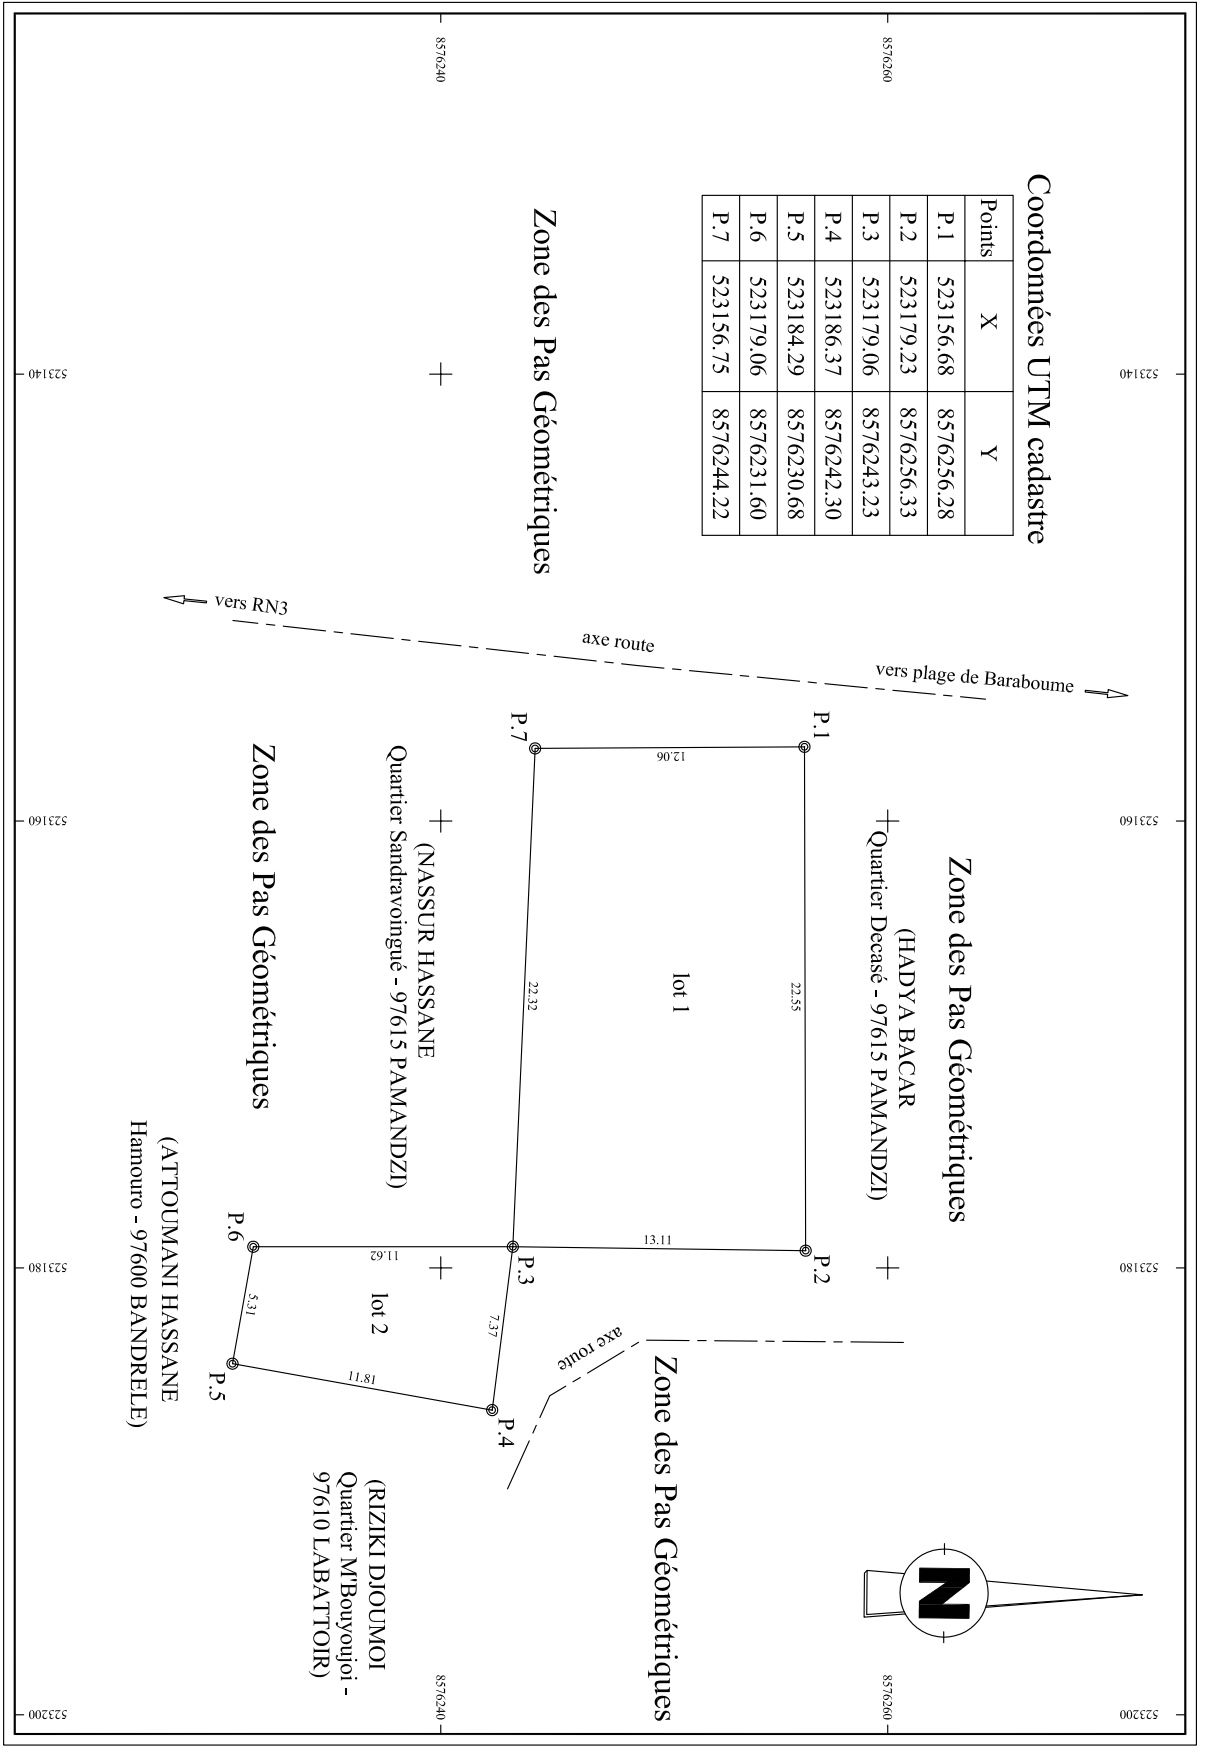 Coordonnées UTM cadastre
Points X Y
P.1 523156.68 8576256.28
P.2 523179.23 8576256.33
P.3 523179.06 8576243.23
P.4 523186.37 8576242.30
P.5 523184.29 8576230.68
P.6 523179.06 8576231.60
P.7 523156.75 8576244.22
523140
523160
523180
523200
8576260
8576260
8576240
8576240
523140
523160
523180
523200
Zone des Pas Géométriques
(HADYA BACAR
Quartier Decasé - 97615 PAMANDZI)
vers plage de Baraboume
axe route
vers RN3
Zone des Pas Géométriques
P.1
22.55
P.2
12.06
lot 1
13.11
P.7
22.32
P.3
axe route
Zone des Pas Géométriques
7.37
P.4
11.62
lot 2
11.81
P.6
5.31
P.5
(NASSUR HASSANE
Quartier Sandravoingué - 97615 PAMANDZI)
Zone des Pas Géométriques
(RIZIKI DJOUMOI
Quartier M'Bouyoujoi -
97610 LABATTOIR)
(ATTOUMANI HASSANE
Hamouro - 97600 BANDRELE)
N